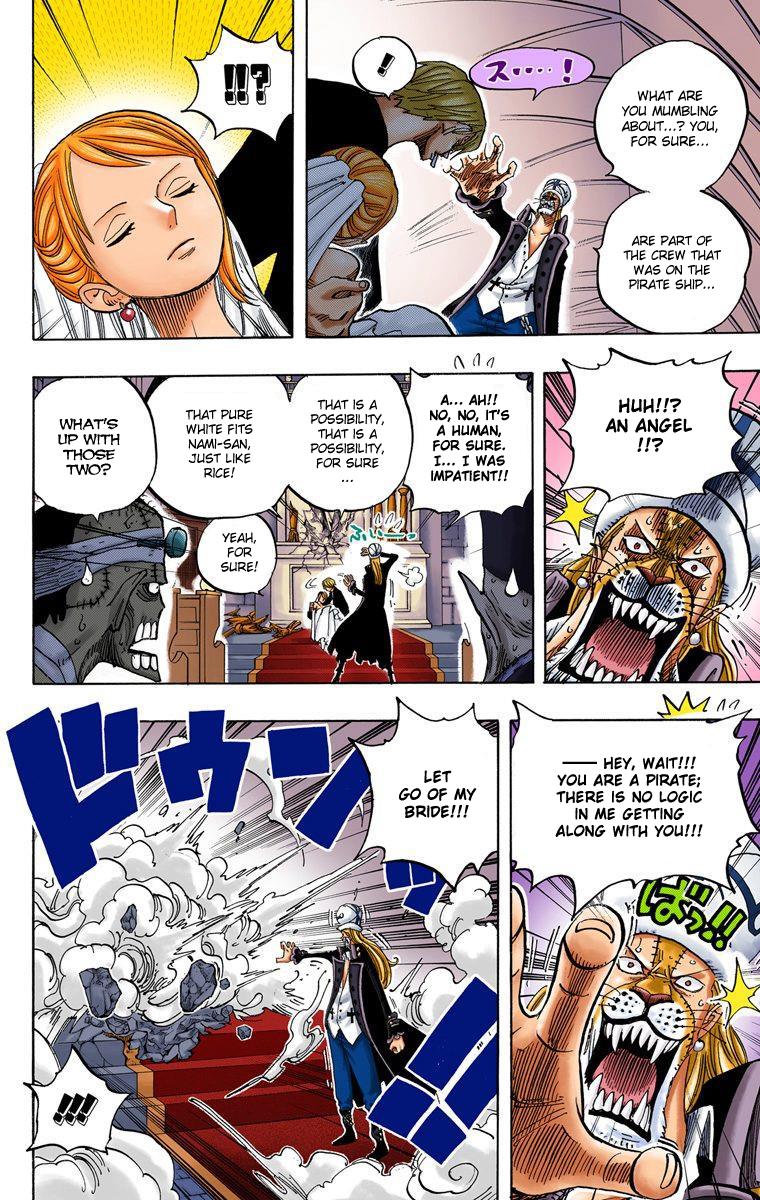 WHAT ARE
YOU MUMBLING
ABOUT...? YOU,
FOR SURE...
ARE PART OF
THE CREW THAT
WAS ON THE
PIRATE SHIP...
ス‥‥!
!
!!?
HUH!!?
AN ANGEL
!!?
A... AH!!
NO, NO, IT'S
A HUMAN,
FOR SURE.
I... I WAS
IMPATIENT!!
THAT IS A
POSSIBILITY,
THAT IS A
POSSIBILITY,
FOR SURE
...
ふぃーっ
THAT PURE
WHITE FITS
NAMI-SAN,
JUST LIKE
RICE!
YEAH,
FOR SURE!
WHAT'S
UP WITH
THOSE
TWO?
— HEY, WAIT!!!
YOU ARE A PIRATE;
THERE IS NO LOGIC
IN ME GETTING
ALONG WITH YOU!!!
ばっ!!
LET
GO OF MY
BRIDE!!!
ドウン!!
!!!